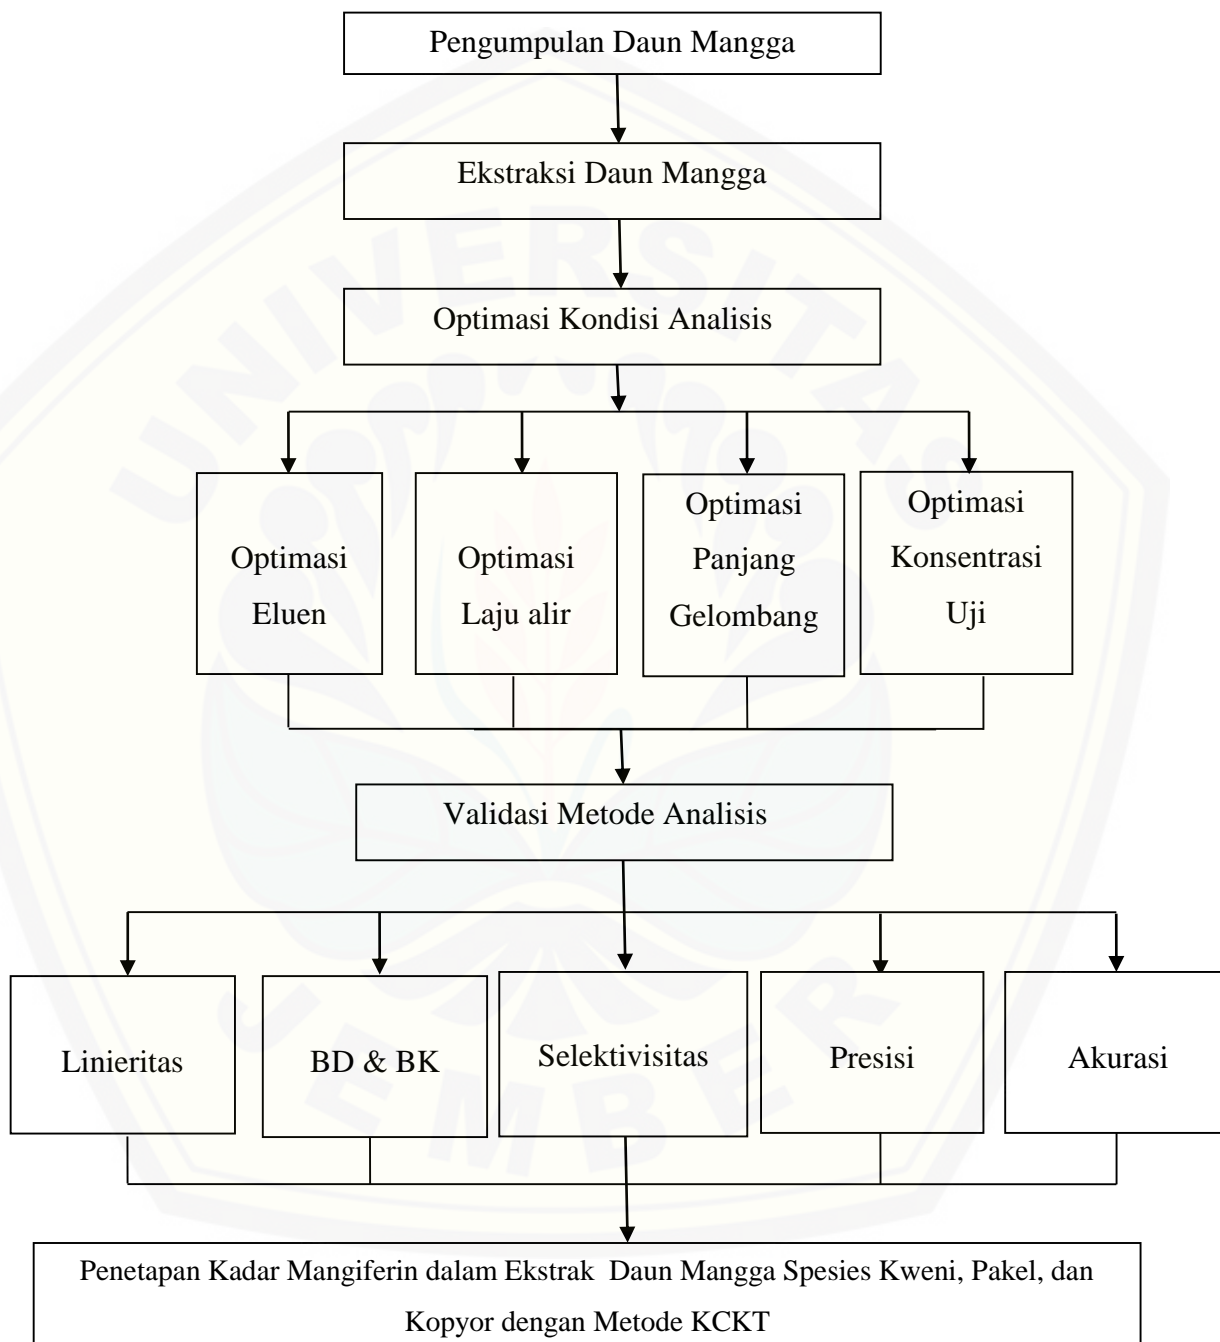 Pengumpulan Daun Mangga
Ekstraksi Daun Mangga
Optimasi Kondisi Analisis
Optimasi
Eluen
Optimasi
Laju alir
Optimasi
Panjang
Gelombang
Optimasi
Konsentrasi
Uji
Validasi Metode Analisis
Linieritas
BD & BK
Selektivisitas
Presisi
Akurasi
Penetapan Kadar Mangiferin dalam Ekstrak Daun Mangga Spesies Kweni, Pakel, dan
Kopyor dengan Metode KCKT
UNIVERSITAS
JEMBER